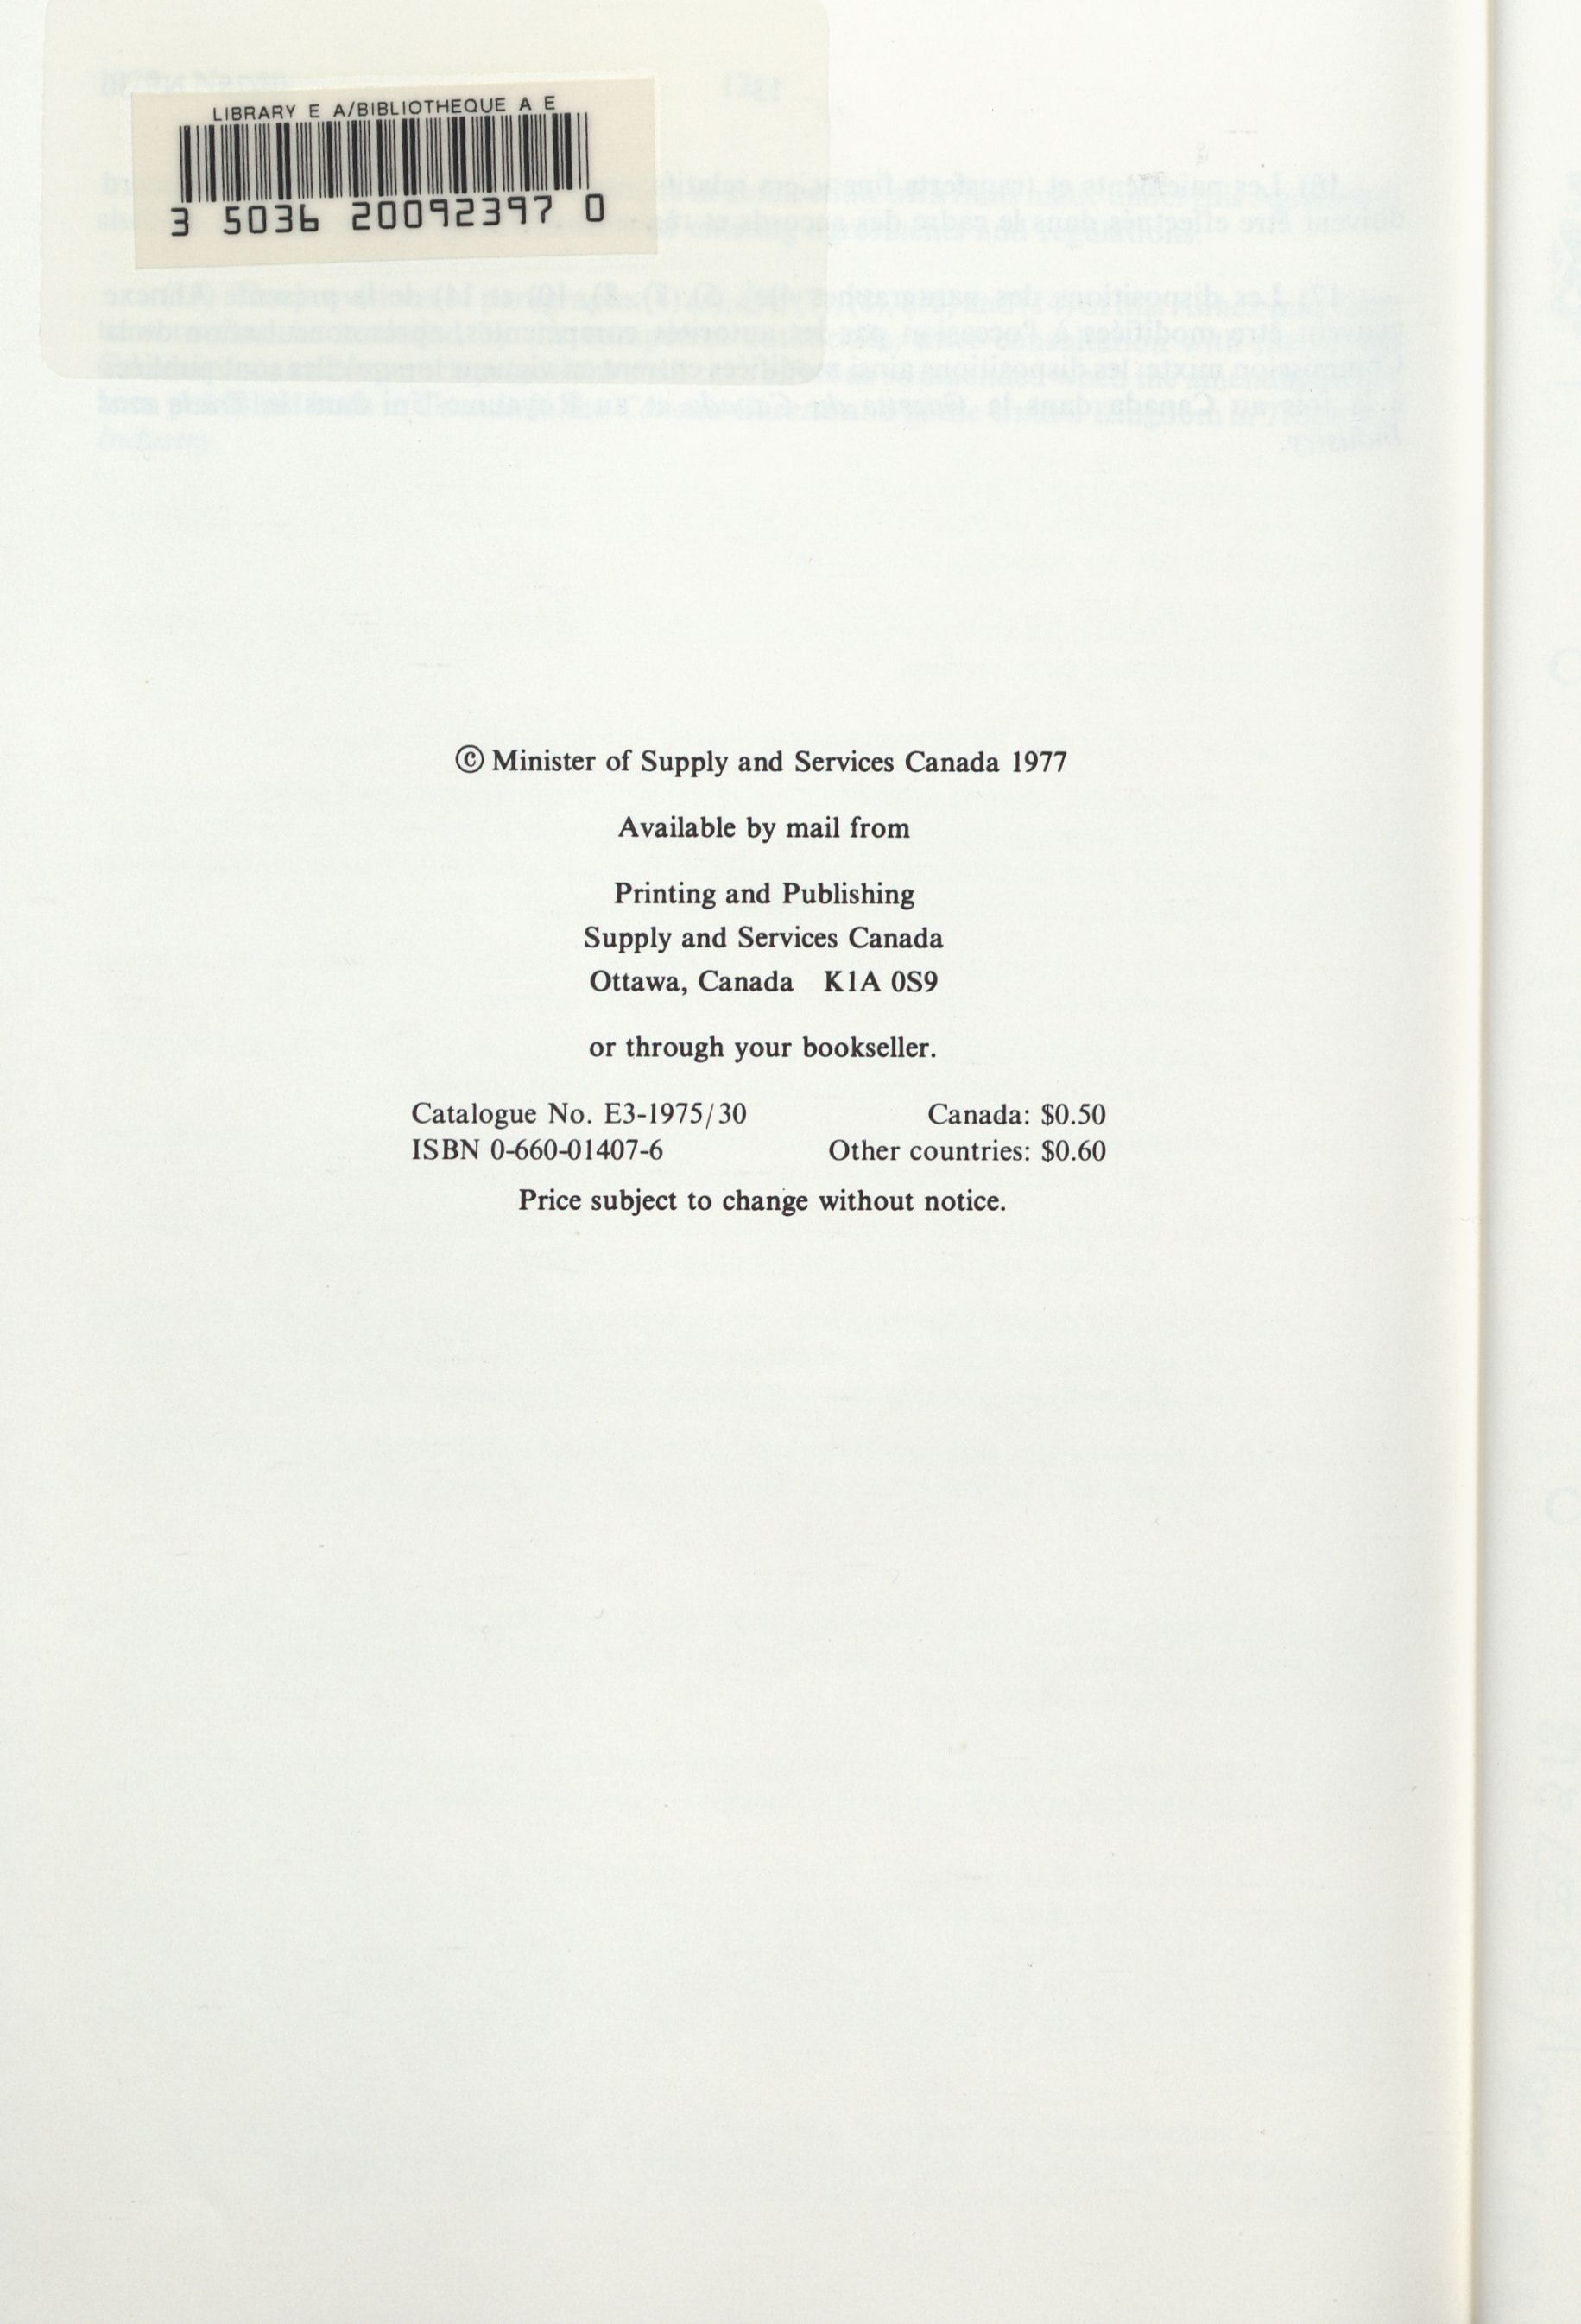 LIBRARY E A/BIBLIOTHEQUE A E
3 5036 20092397 0
© Minister of Supply and Services Canada 1977
Available by mail from
Printing and Publishing
Supply and Services Canada
Ottawa, Canada K1A 0S9
or through your bookseller.
Catalogue No. E3-1975/30 Canada: $0.50
ISBN 0-660-01407-6 Other countries: $0.60
Price subject to change without notice.